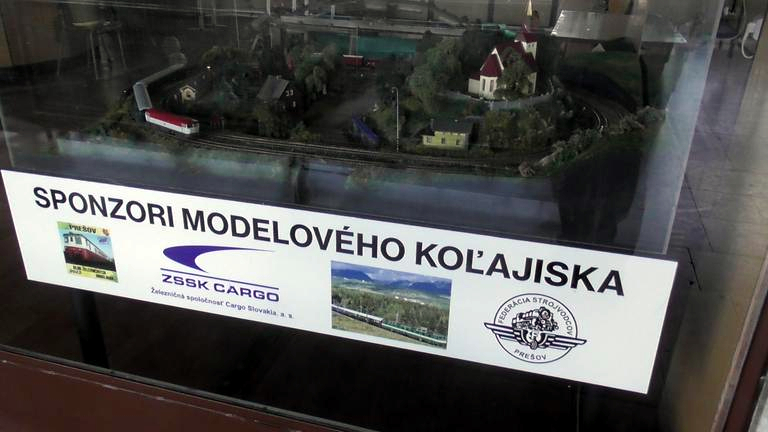 SPONZORI MODELOVÉHO KOĽAJISKA
PREŠOV
ZSSK CARGO
Železničná spoločnosť Cargo Slovakia, a. s.
FEDERÁCIA STROJVODCOV
PREŠOV